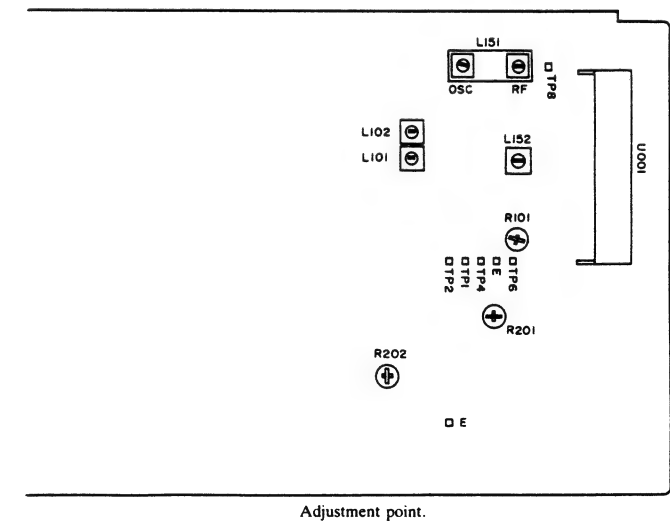 L151
OSC RF
TP8
L102
L101
L152
U001
R101
TP2 TP1 TP4 E TP6
R201
R202
E
Adjustment point.